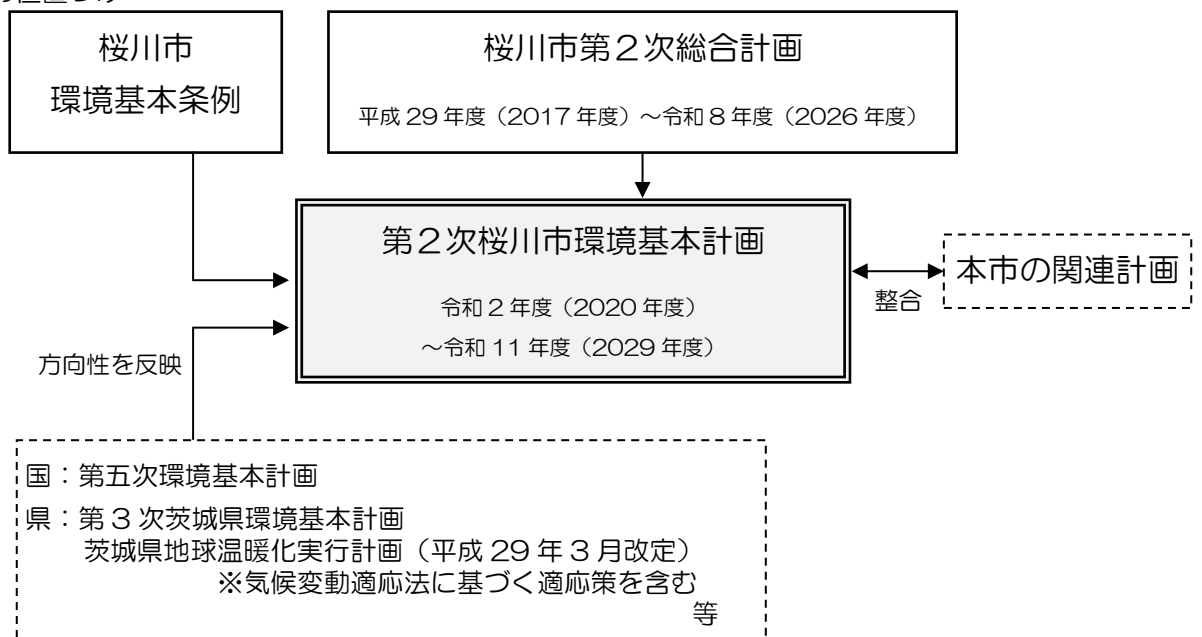 桜川市
環境基本条例
桜川市第２次総合計画
平成 29 年度（2017 年度）～令和 8 年度（2026 年度）
第２次桜川市環境基本計画
令和 2 年度（2020 年度）
～令和 11 年度（2029 年度）
本市の関連計画
整合
方向性を反映
国：第五次環境基本計画
県：第 3 次茨城県環境基本計画
茨城県地球温暖化実行計画（平成 29 年 3 月改定）
※気候変動適応法に基づく適応策を含む
等